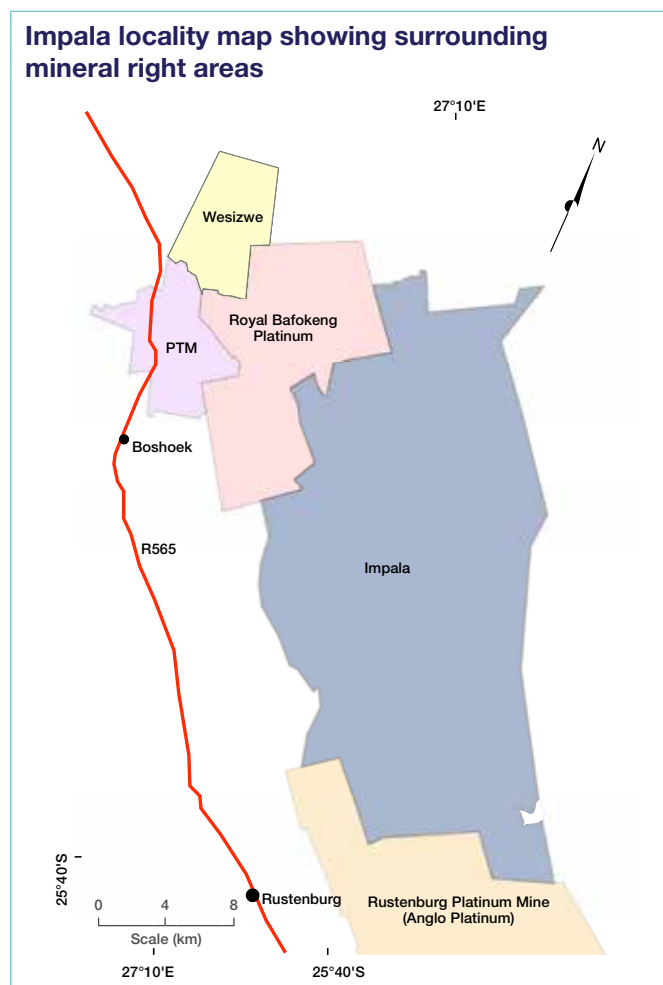 Impala locality map showing surrounding
mineral right areas
27°10'E
N
Wesizwe
Royal Bafokeng
Platinum
PTM
Boshoek
R565
Impala
25°40'S
Rustenburg
Rustenburg Platinum Mine
(Anglo Platinum)
0 4 8
Scale (km)
27°10'E
25°40'S